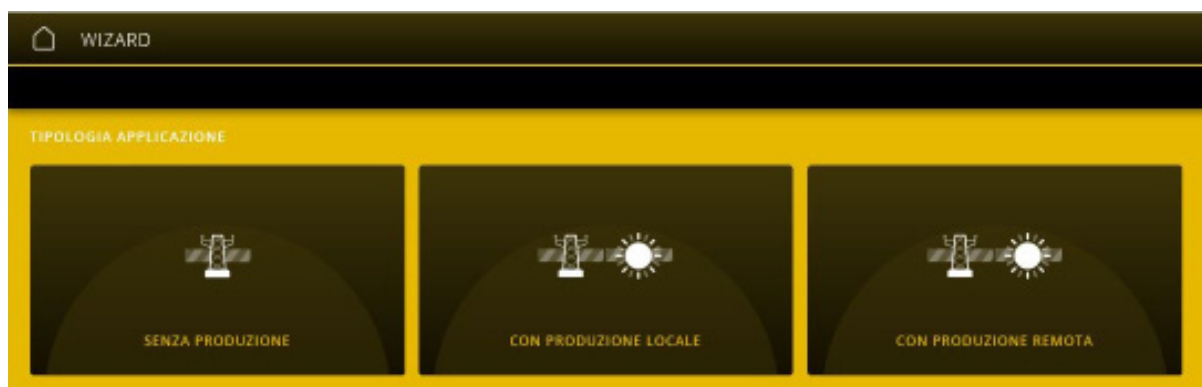 WIZARD
TIPOLOGIA APPLICAZIONE
SENZA PRODUZIONE
CON PRODUZIONE LOCALE
CON PRODUZIONE REMOTA